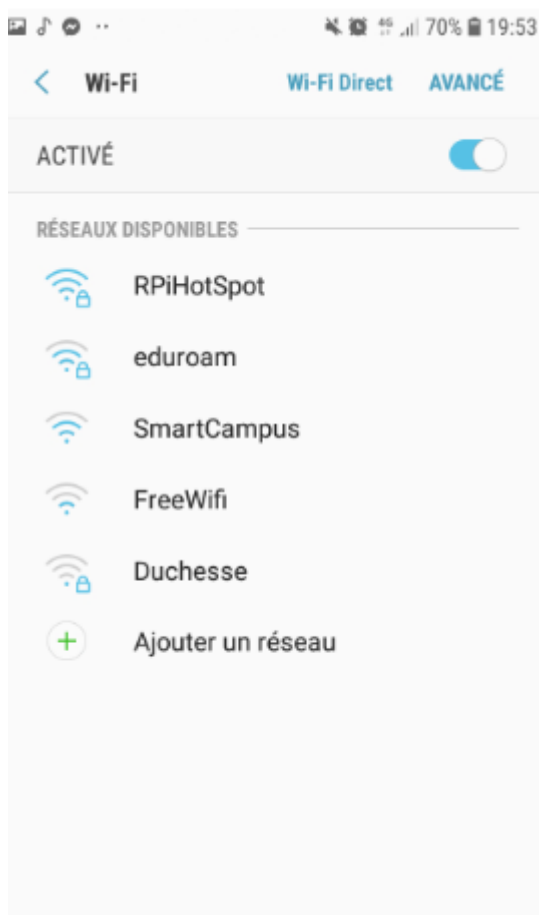 4G 70% 19:53
Wi-Fi Wi-Fi Direct AVANCÉ
ACTIVÉ
RÉSEAUX DISPONIBLES
RPiHotSpot
eduroam
SmartCampus
FreeWifi
Duchesse
Ajouter un réseau